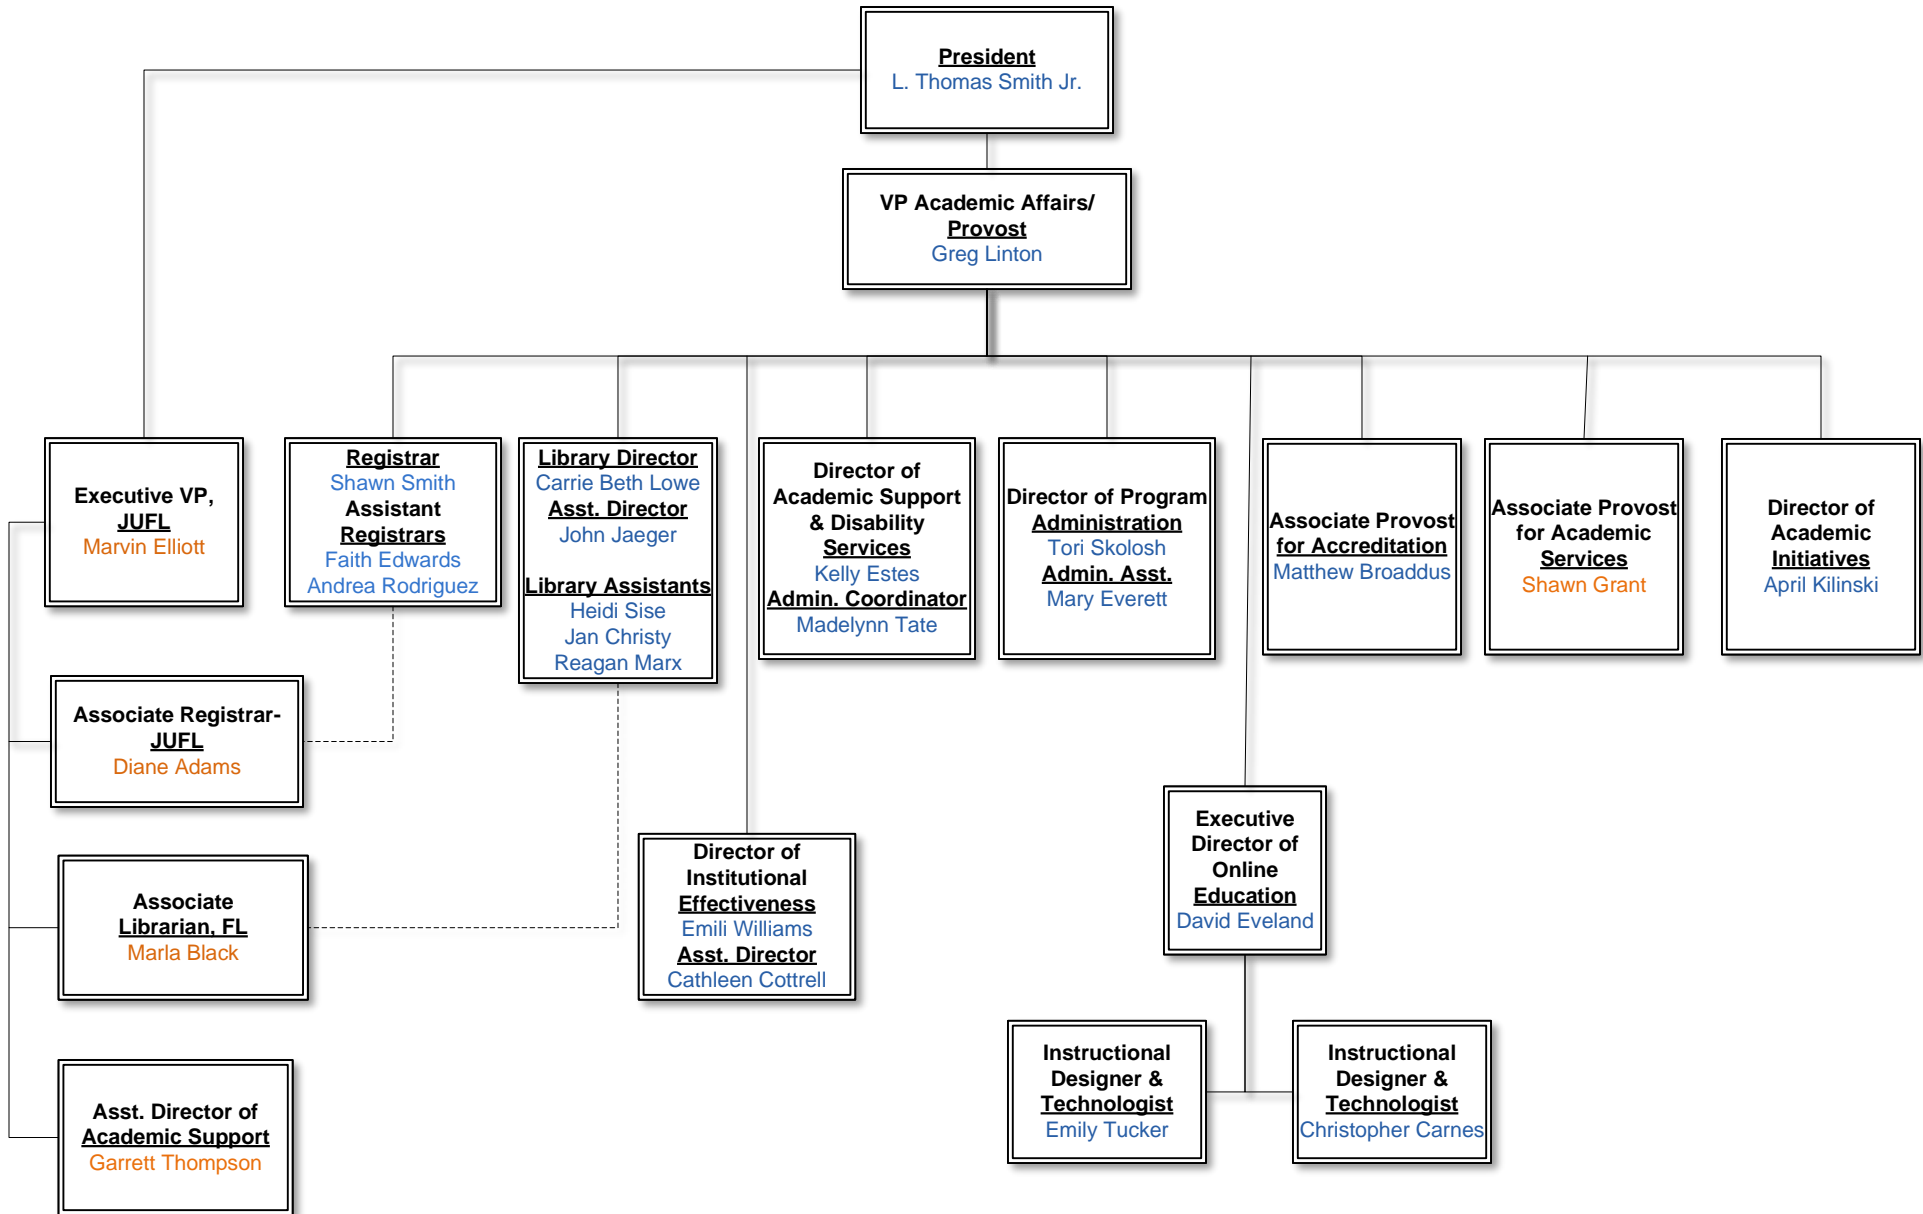 President
L. Thomas Smith Jr.
VP Academic Affairs/
Provost
Greg Linton
Executive VP,
JUFL
Marvin Elliott
Registrar
Shawn Smith
Assistant
Registrars
Faith Edwards
Andrea Rodriguez
Library Director
Carrie Beth Lowe
Asst. Director
John Jaeger
Library Assistants
Heidi Sise
Jan Christy
Reagan Marx
Director of
Academic Support
& Disability
Services
Kelly Estes
Admin. Coordinator
Madelynn Tate
Director of Program
Administration
Tori Skolosh
Admin. Asst.
Mary Everett
Associate Provost
for Accreditation
Matthew Broaddus
Associate Provost
for Academic
Services
Shawn Grant
Director of
Academic
Initiatives
April Kilinski
Associate Registrar-
JUFL
Diane Adams
Associate
Librarian, FL
Marla Black
Director of
Institutional
Effectiveness
Emili Williams
Asst. Director
Cathleen Cottrell
Executive
Director of
Online
Education
David Eveland
Asst. Director of
Academic Support
Garrett Thompson
Instructional
Designer &
Technologist
Emily Tucker
Instructional
Designer &
Technologist
Christopher Carnes